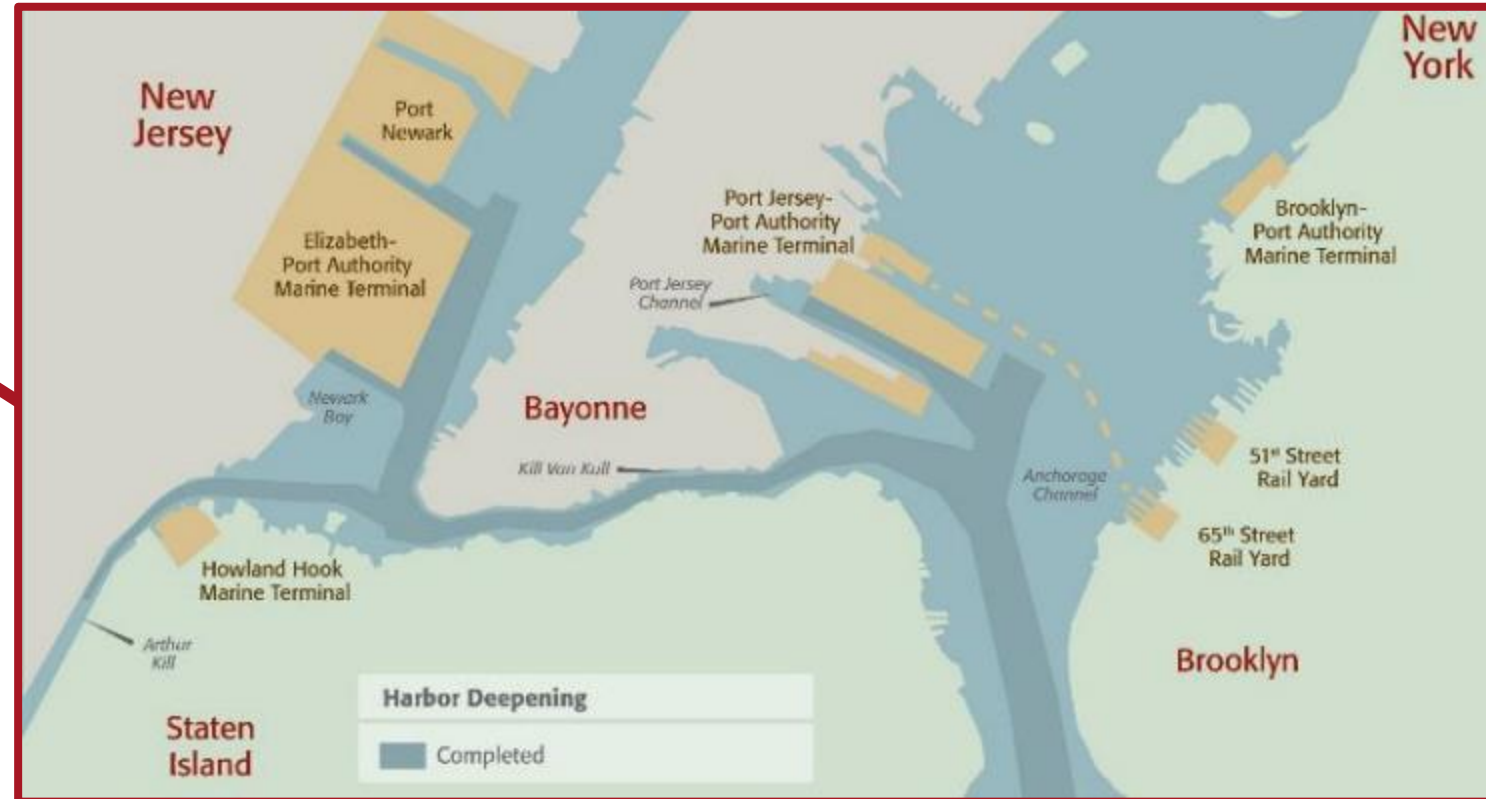 New
Jersey
Port
Newark
Elizabeth-
Port Authority
Marine Terminal
Newark
Bay
Port Jersey-
Port Authority
Marine Terminal
Port Jersey
Channel
Bayonne
Kill Van Kull
New
York
Brooklyn-
Port Authority
Marine Terminal
Anchorage
Channel
51st Street
Rail Yard
65th Street
Rail Yard
Howland Hook
Marine Terminal
Arthur
Kill
Staten
Island
Brooklyn
Harbor Deepening
Completed